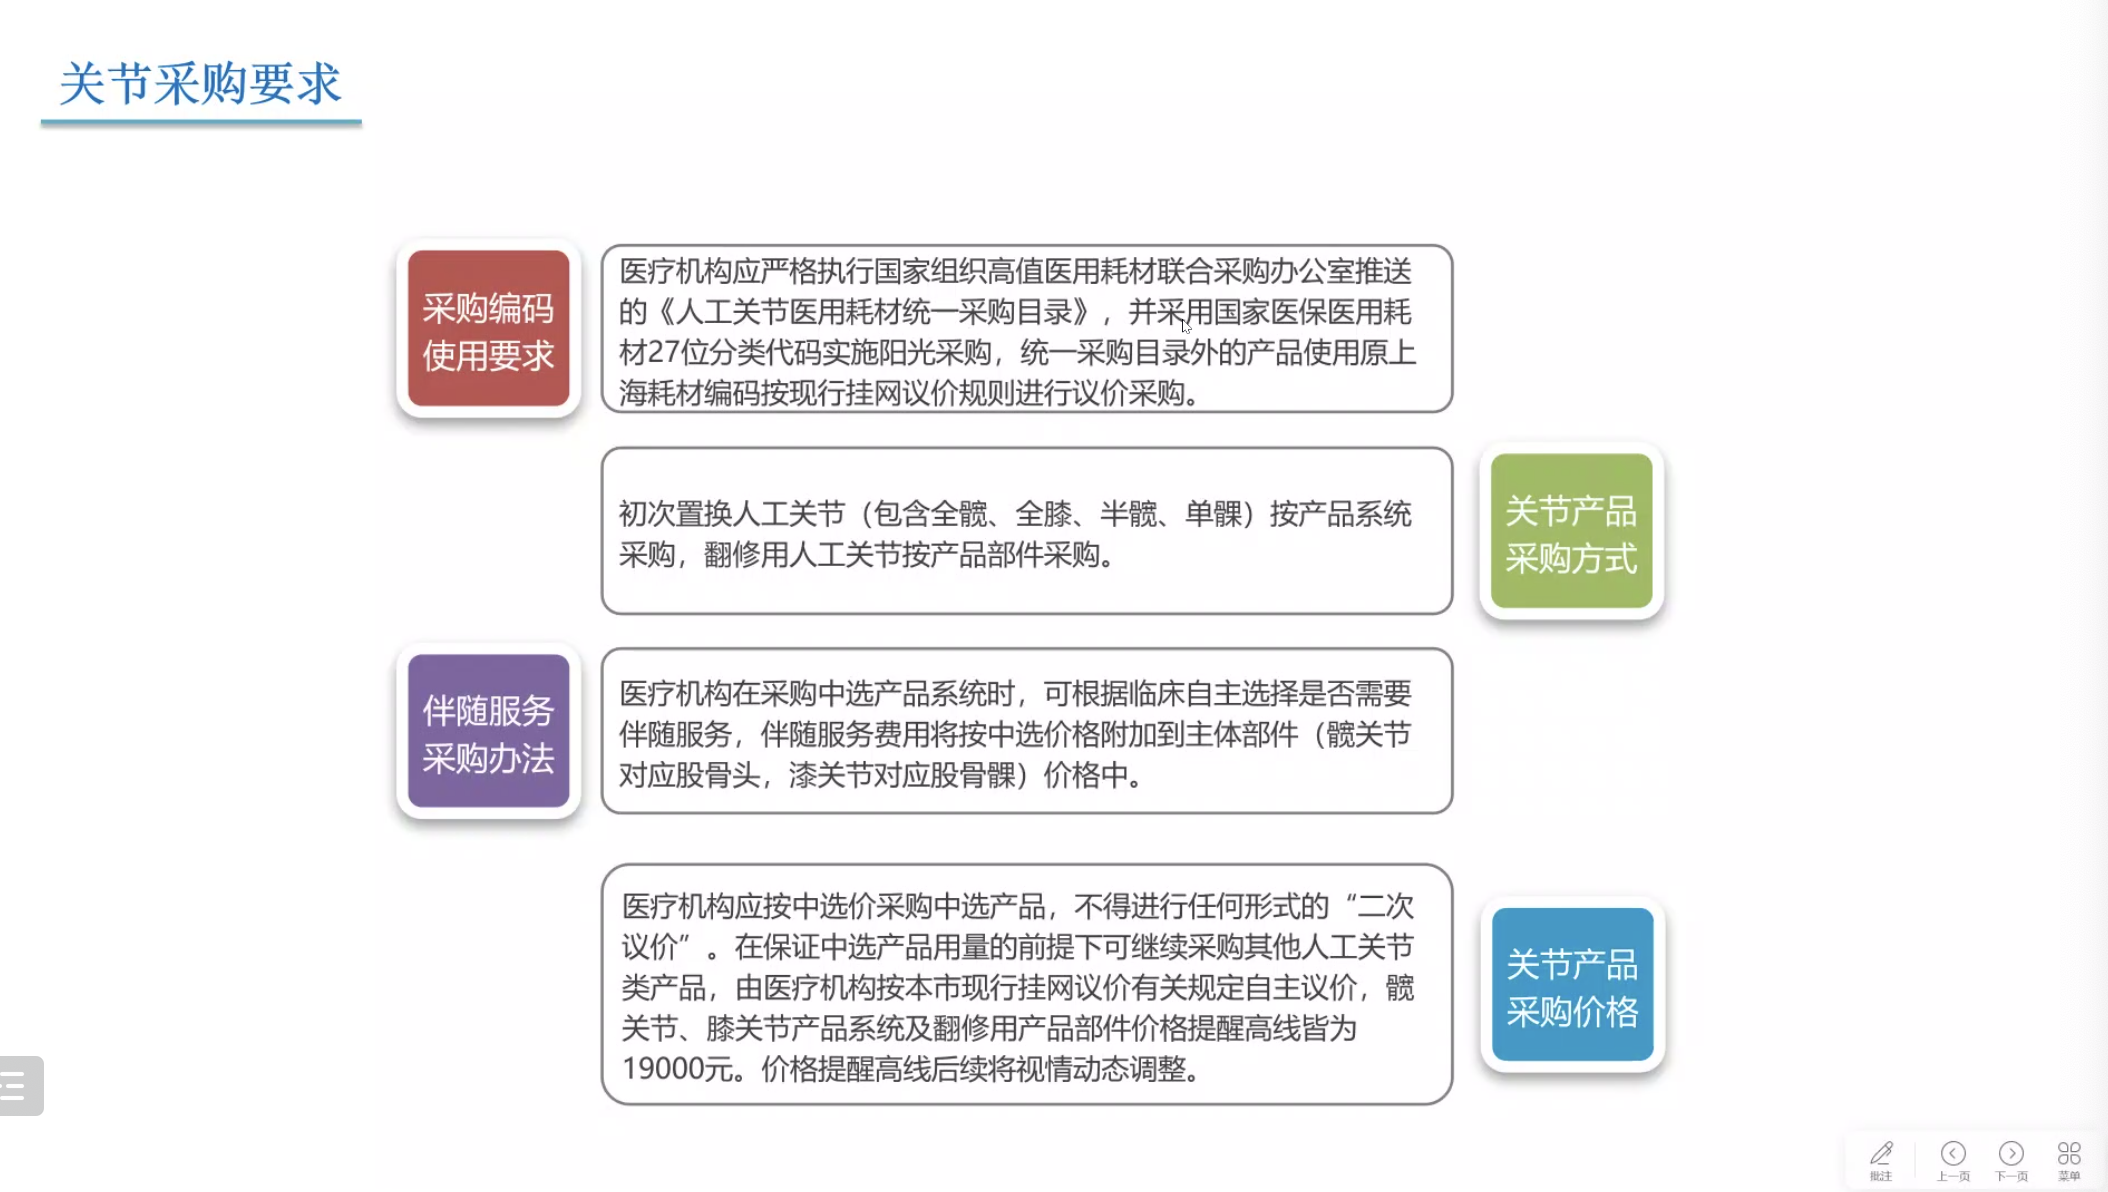 关节采购要求
采购编码
使用要求
医疗机构应严格执行国家组织高值医用耗材联合采购办公室推送
的《人工关节医用耗材统一采购目录》，并采用国家医保医用耗
材27位分类代码实施阳光采购，统一采购目录外的产品使用原上
海耗材编码按现行挂网议价规则进行议价采购。
初次置换人工关节（包含全髋、全膝、半髋、单髁）按产品系统
采购，翻修用人工关节按产品部件采购。
关节产品
采购方式
伴随服务
采购办法
医疗机构在采购中选产品系统时，可根据临床自主选择是否需要
伴随服务，伴随服务费用将按中选价格附加到主体部件（髋关节
对应股骨头，漆关节对应股骨髁）价格中。
医疗机构应按中选价采购中选产品，不得进行任何形式的“二次
议价”。在保证中选产品用量的前提下可继续采购其他人工关节
类产品，由医疗机构按本市现行挂网议价有关规定自主议价，髋
关节、膝关节产品系统及翻修用产品部件价格提醒高线皆为
19000元。价格提醒高线后续将视情动态调整。
关节产品
采购价格
批注
上一页
下一页
菜单